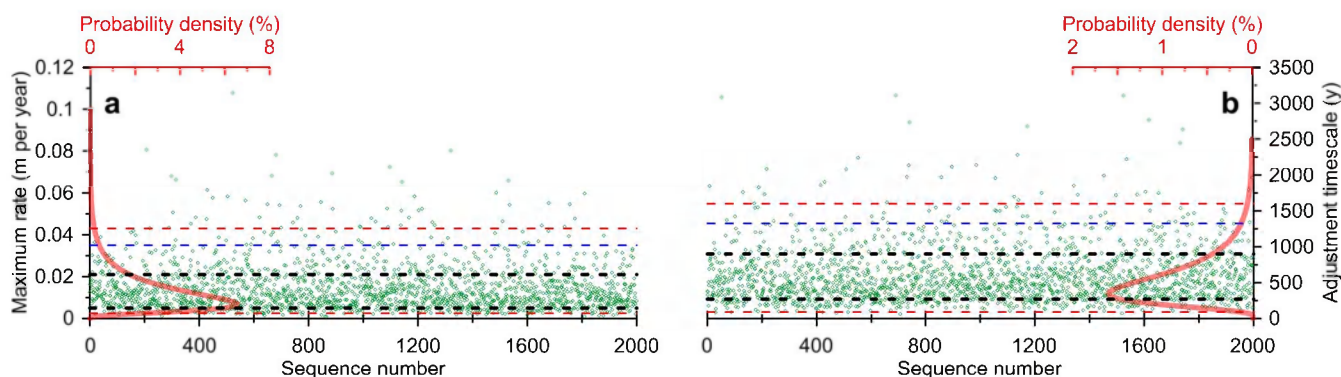 Probability density (%)
0 4 8
0.12
0.1
0.08
0.06
0.04
0.02
0
Maximum rate (m per year)
a
0 400 800 1200 1600 2000
Sequence number
Probability density (%)
2 1 0
b
3500
3000
2500
2000
1500
1000
500
0
Adjustment timescale (y)
0 400 800 1200 1600 2000
Sequence number